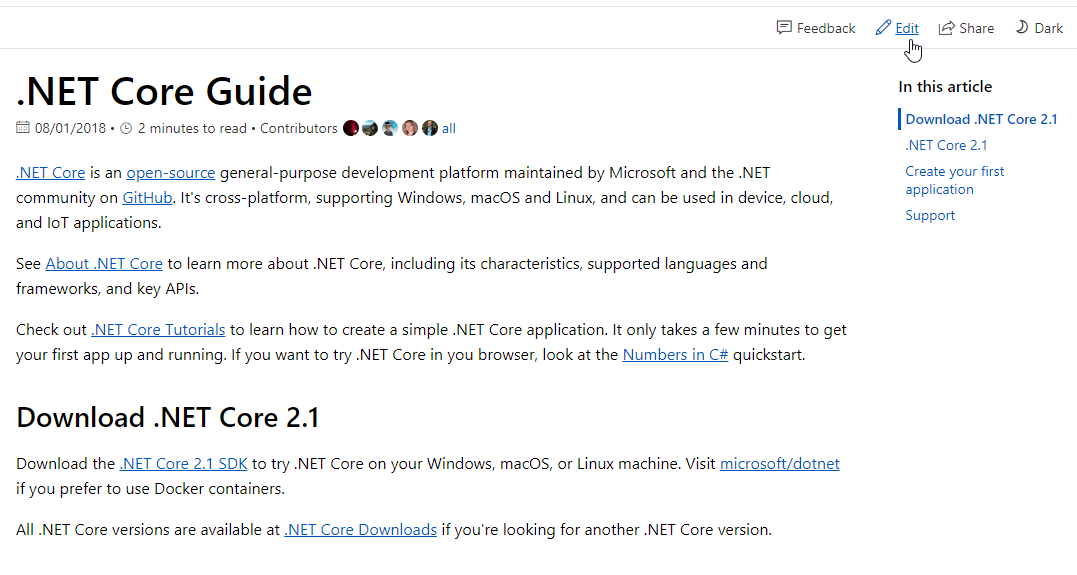 Feedback Edit Share Dark
.NET Core Guide
08/01/2018 • 2 minutes to read • Contributors all
.NET Core is an open-source general-purpose development platform maintained by Microsoft and the .NET
community on GitHub. It's cross-platform, supporting Windows, macOS and Linux, and can be used in device, cloud,
and IoT applications.
See About .NET Core to learn more about .NET Core, including its characteristics, supported languages and
frameworks, and key APIs.
Check out .NET Core Tutorials to learn how to create a simple .NET Core application. It only takes a few minutes to get
your first app up and running. If you want to try .NET Core in you browser, look at the Numbers in C# quickstart.
Download .NET Core 2.1
Download the .NET Core 2.1 SDK to try .NET Core on your Windows, macOS, or Linux machine. Visit microsoft/dotnet
if you prefer to use Docker containers.
All .NET Core versions are available at .NET Core Downloads if you're looking for another .NET Core version.
In this article
Download .NET Core 2.1
.NET Core 2.1
Create your first
application
Support